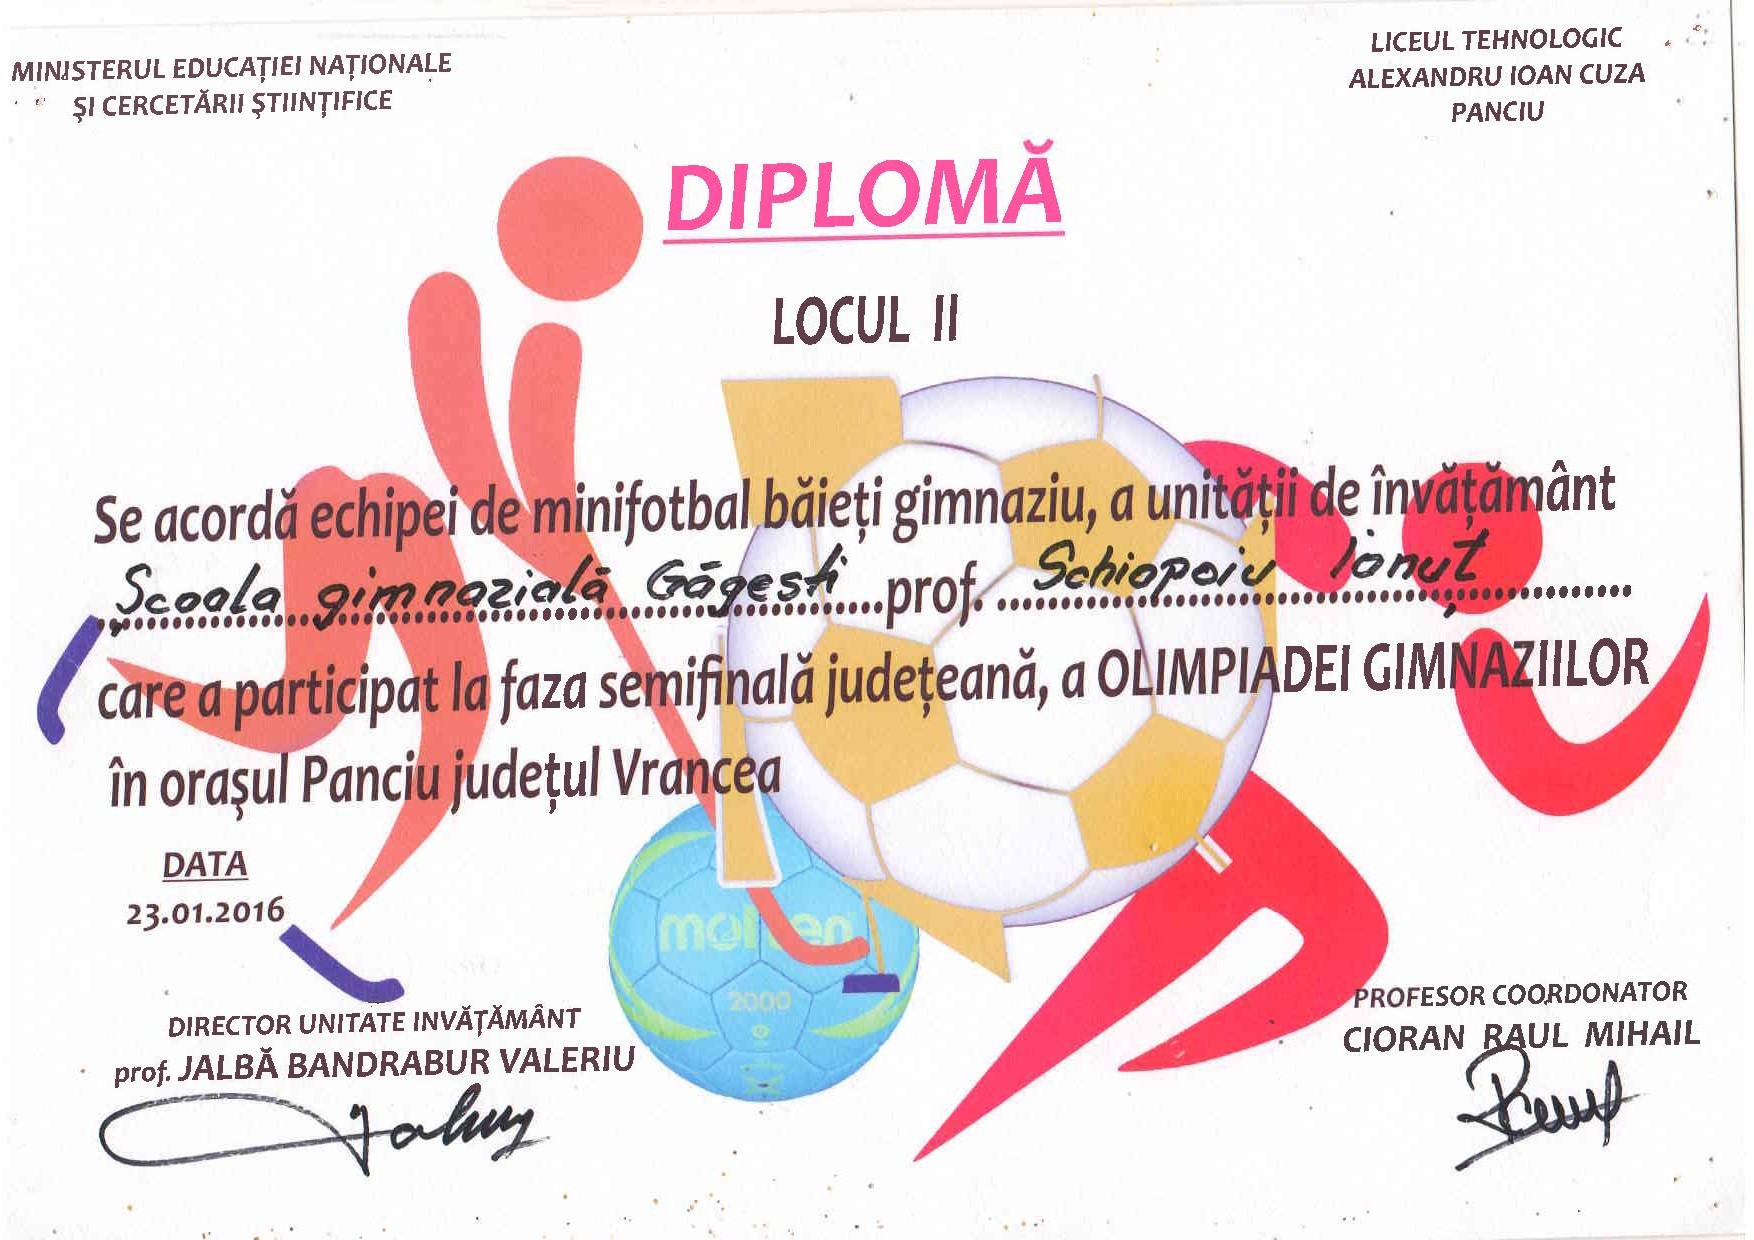 MINISTERUL EDUCAȚIEI NAȚIONALE
ȘI CERCETĂRII ȘTIINȚIFICE
LICEUL TEHNOLOGIC
ALEXANDRU IOAN CUZA
PANCIU
DIPLOMĂ
LOCUL II
Se acordă echipei de minifotbal băieți gimnaziu, a unității de învățământ
Școala gimnazială Găgești prof. Schiopoiu Ionuț
care a participat la faza semifinală județeană, a OLIMPIADEI GIMNAZIILOR
în orașul Panciu județul Vrancea
DATA
23.01.2016
molten
2000
DIRECTOR UNITATE INVĂȚĂMÂNT
prof. JALBĂ BANDRABUR VALERIU
PROFESOR COORDONATOR
CIORAN RAUL MIHAIL